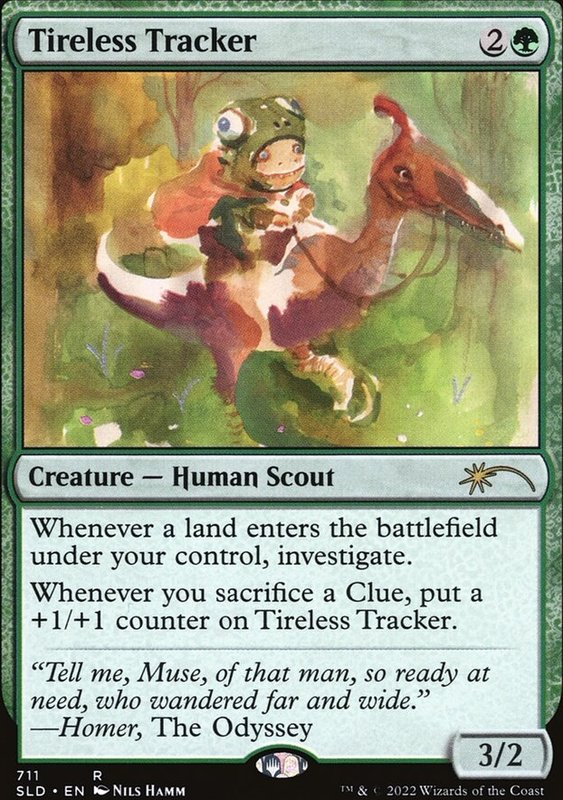 Tireless Tracker 2
Creature — Human Scout
Whenever a land enters the battlefield
under your control, investigate.
Whenever you sacrifice a Clue, put a
+1/+1 counter on Tireless Tracker.
“Tell me, Muse, of that man, so ready at
need, who wandered far and wide.”
—Homer, The Odyssey
3/2
711 R
SLD • EN Nils Hamm
™ & © 2022 Wizards of the Coast